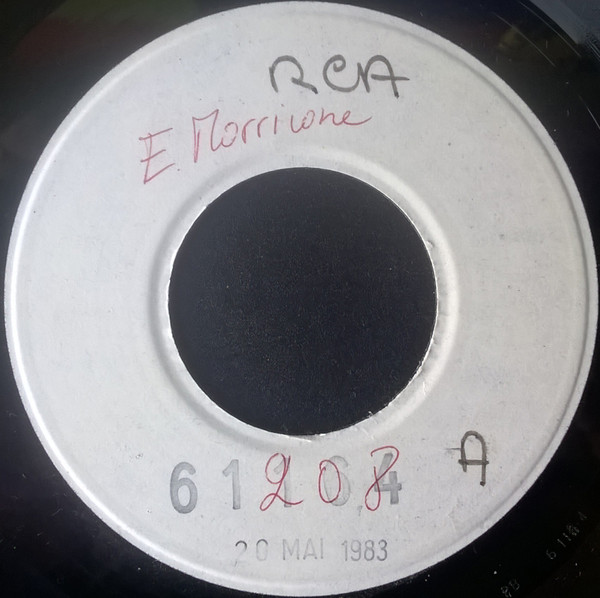 RCA
E. Morricone
61208 A
20 MAI 1983